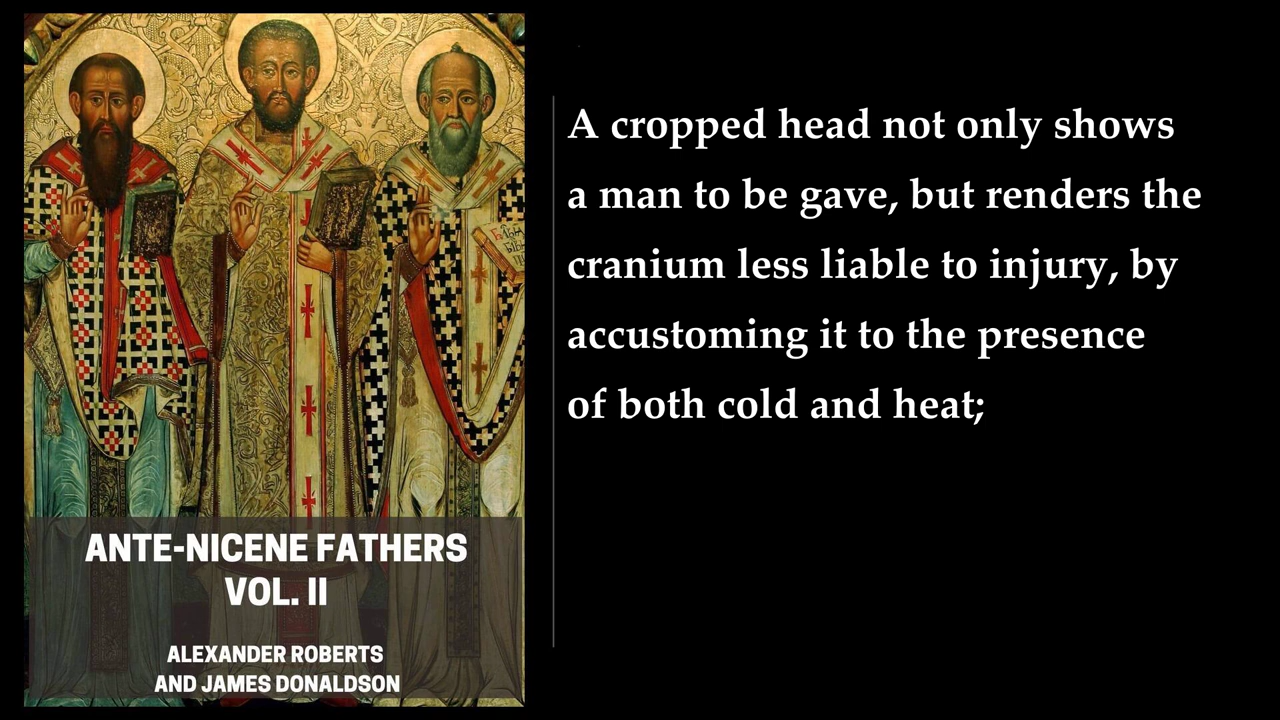 ANTE-NICENE FATHERS
VOL. II
ALEXANDER ROBERTS
AND JAMES DONALDSON
A cropped head not only shows
a man to be gave, but renders the
cranium less liable to injury, by
accustoming it to the presence
of both cold and heat;